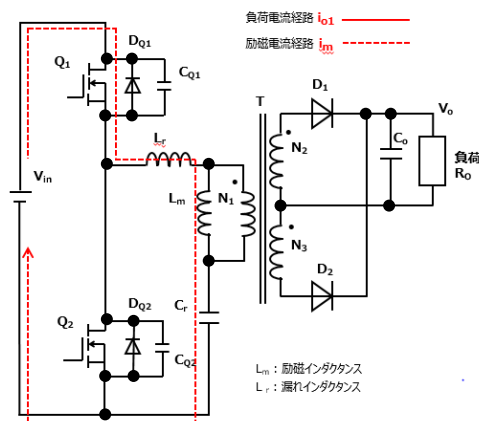 負荷電流経路 io1
励磁電流経路 im
Q1
DQ1
CQ1
Lr
Vin
Lm
N1
T
D1
N2
N3
D2
Co
Vo
負荷
RO
Q2
DQ2
CQ2
Cr
Lm：励磁インダクタンス
Lr：漏れインダクタンス